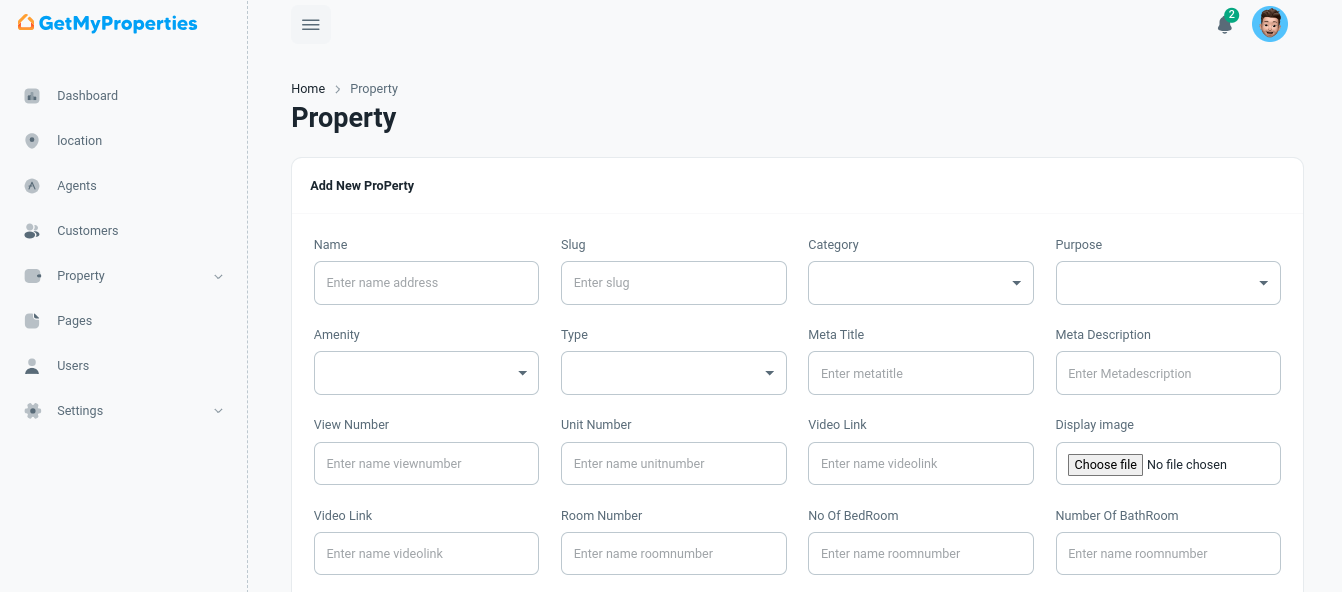 GetMyProperties
2
Dashboard
location
Agents
Customers
Property
Pages
Users
Settings
Home > Property
Property
Add New ProPerty
Name Slug Category Purpose
Enter name address Enter slug
Amenity Type Meta Title Meta Description
Enter metatitle Enter Metadescription
View Number Unit Number Video Link Display image
Enter name viewnumber Enter name unitnumber Enter name videolink Choose file No file chosen
Video Link Room Number No Of BedRoom Number Of BathRoom
Enter name videolink Enter name roomnumber Enter name roomnumber Enter name roomnumber